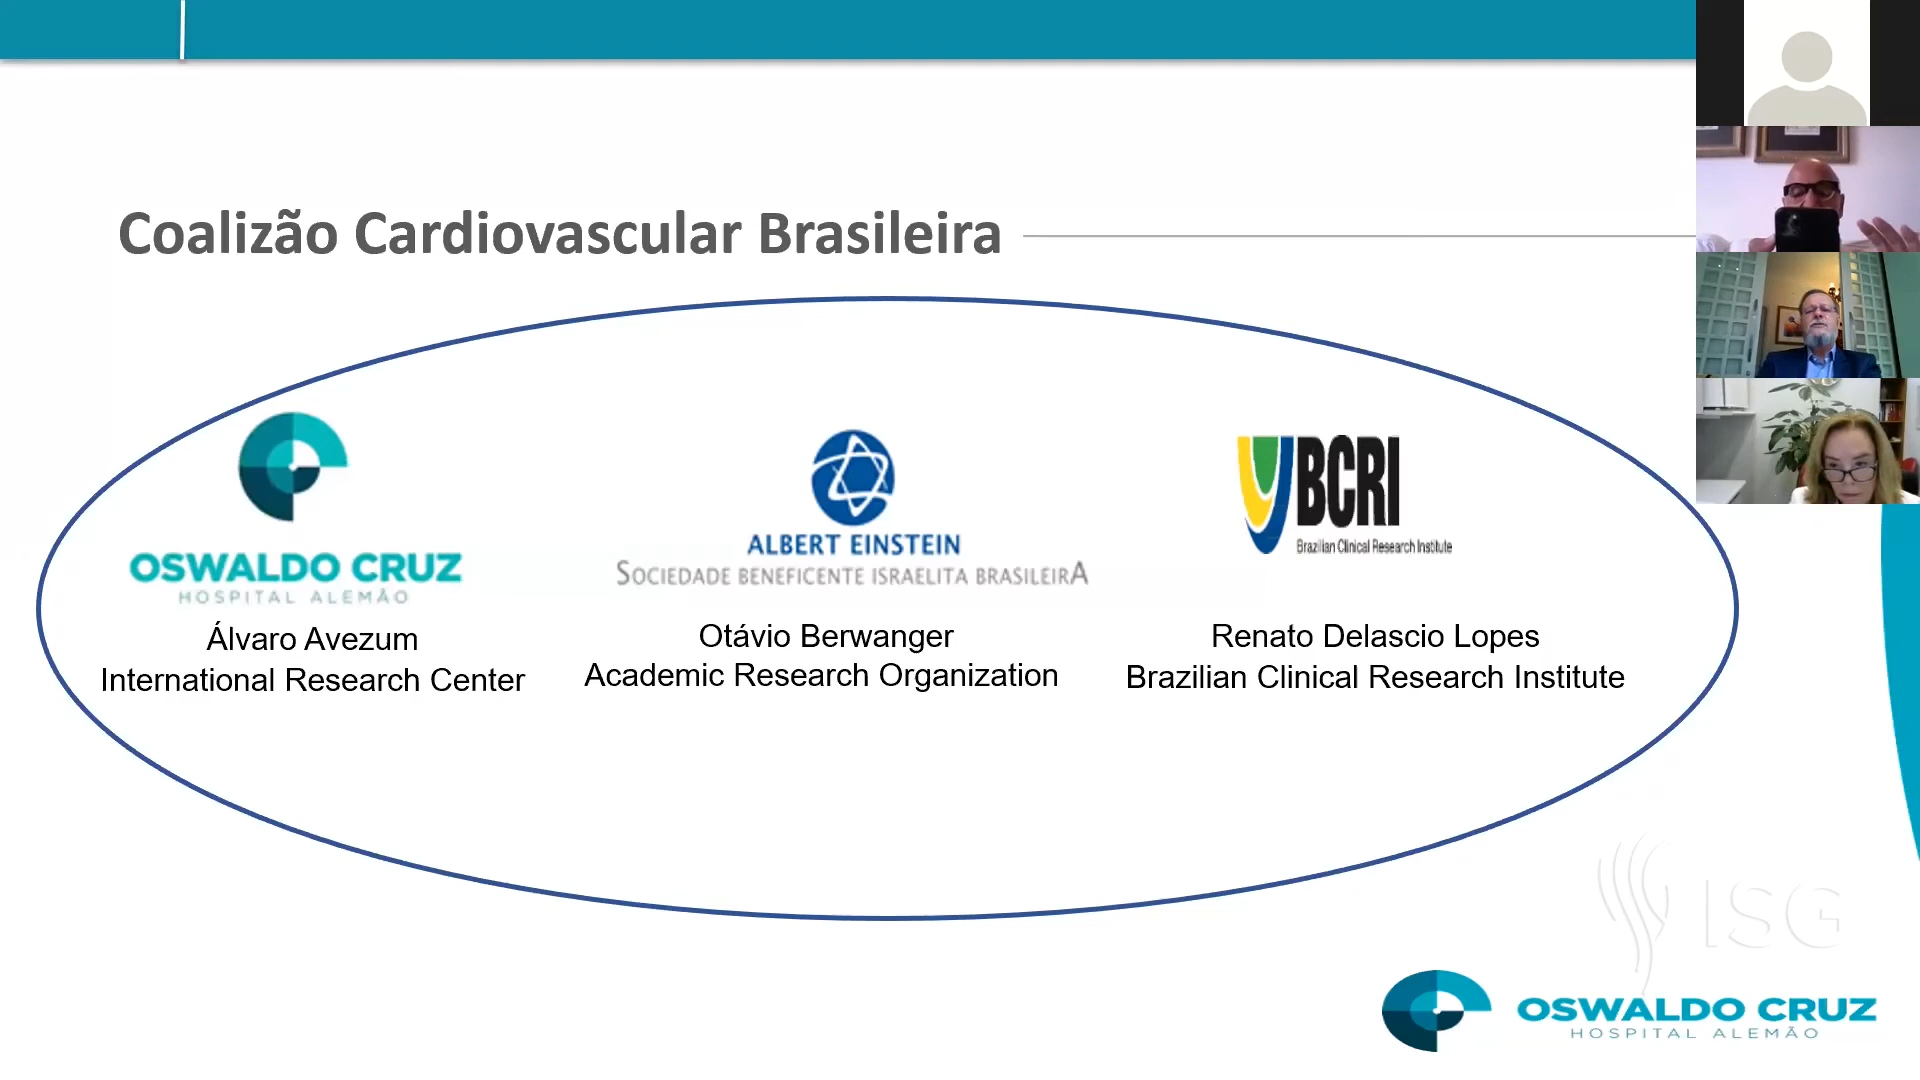 Coalizão Cardiovascular Brasileira
OSWALDO CRUZ
HOSPITAL ALEMÃO
Álvaro Avezum
International Research Center
ALBERT EINSTEIN
SOCIEDADE BENEFICENTE ISRAELITA BRASILEIRA
Otávio Berwanger
Academic Research Organization
BCRI
Brazilian Clinical Research Institute
Renato Delascio Lopes
Brazilian Clinical Research Institute
ISG
OSWALDO CRUZ
HOSPITAL ALEMÃO